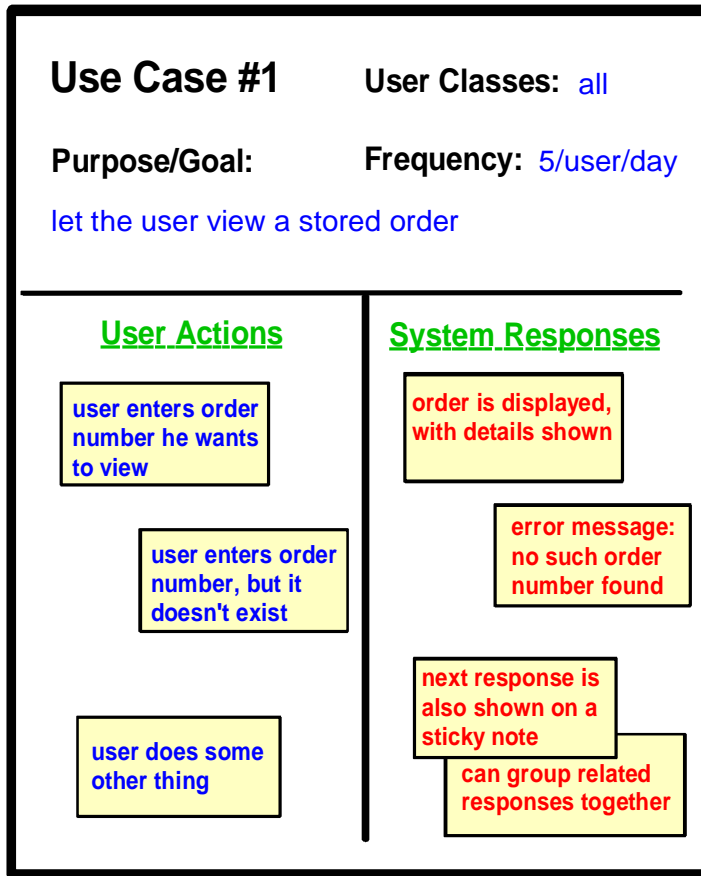 Use Case #1
User Classes: all
Purpose/Goal:
Frequency: 5/user/day
let the user view a stored order
User Actions
System Responses
user enters order
number he wants
to view
order is displayed,
with details shown
user enters order
number, but it
doesn't exist
error message:
no such order
number found
user does some
other thing
next response is
also shown on a
sticky note
can group related
responses together